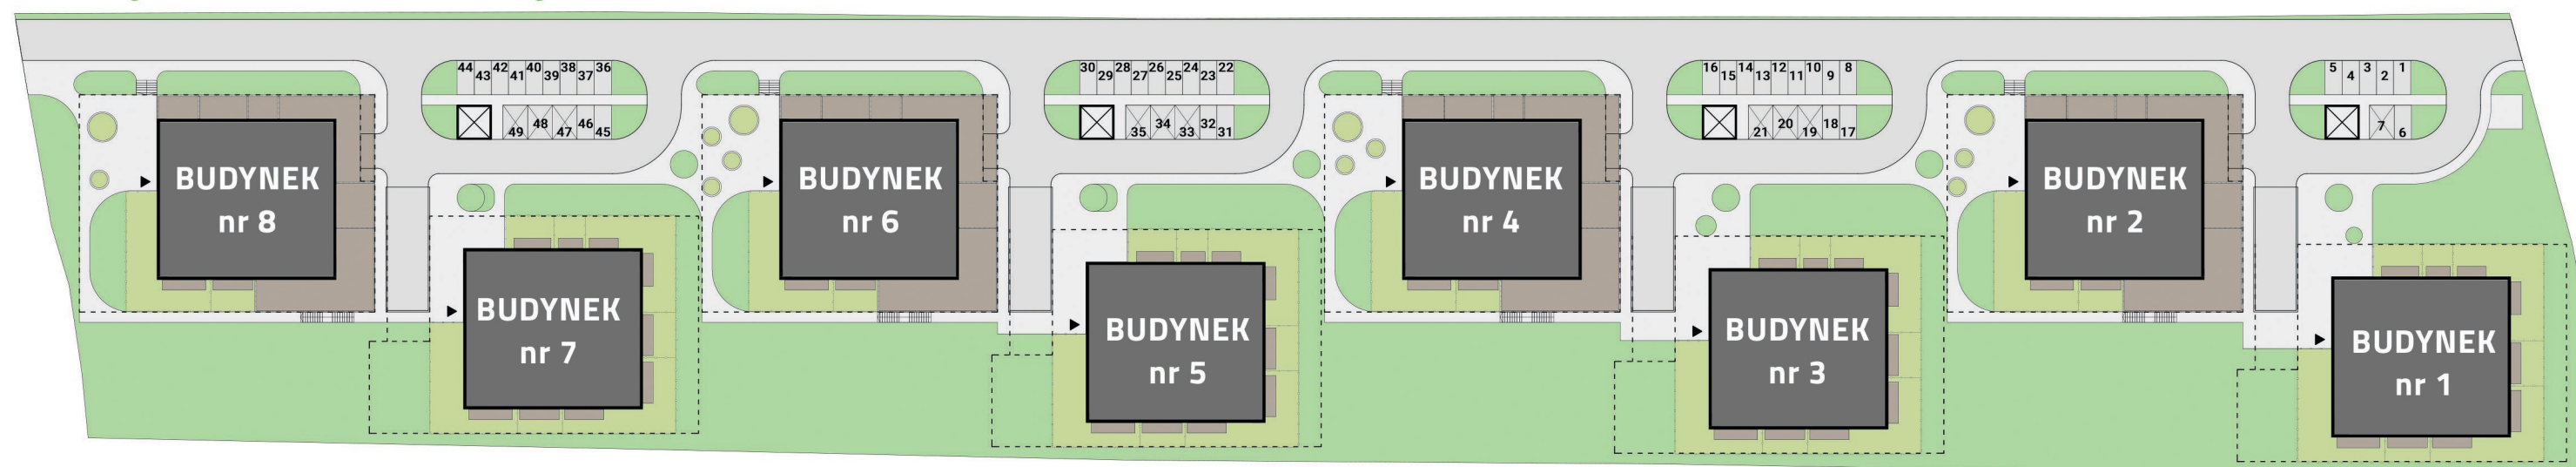 44 43 42 41 40 39 38 37 36
49 48 47 46 45
30 29 28 27 26 25 24 23 22
35 34 33 32 31
16 15 14 13 12 11 10 9 8
21 20 19 18 17
5 4 3 2 1
7 6
BUDYNEK
nr 8
BUDYNEK
nr 7
BUDYNEK
nr 6
BUDYNEK
nr 5
BUDYNEK
nr 4
BUDYNEK
nr 3
BUDYNEK
nr 2
BUDYNEK
nr 1